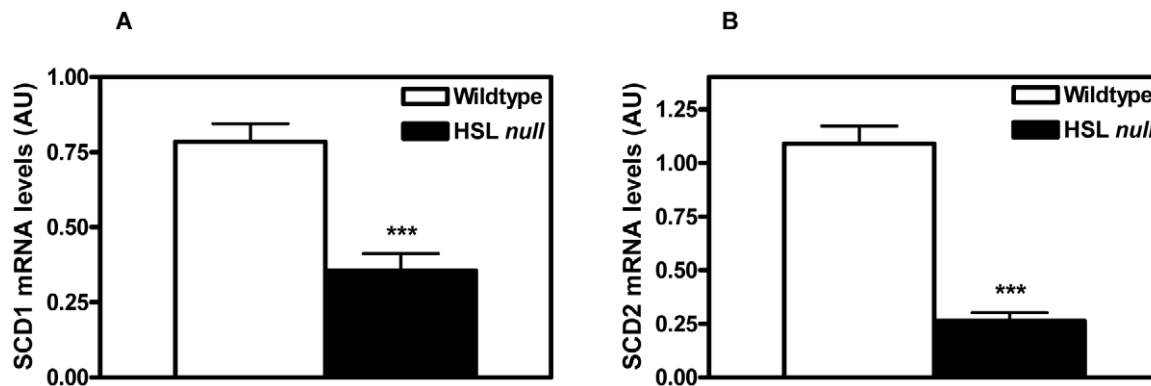 A
SCD1 mRNA levels (AU)
1.00
0.75
0.50
0.25
0.00
Wildtype
HSL null
***
B
SCD2 mRNA levels (AU)
1.25
1.00
0.75
0.50
0.25
0.00
Wildtype
HSL null
***